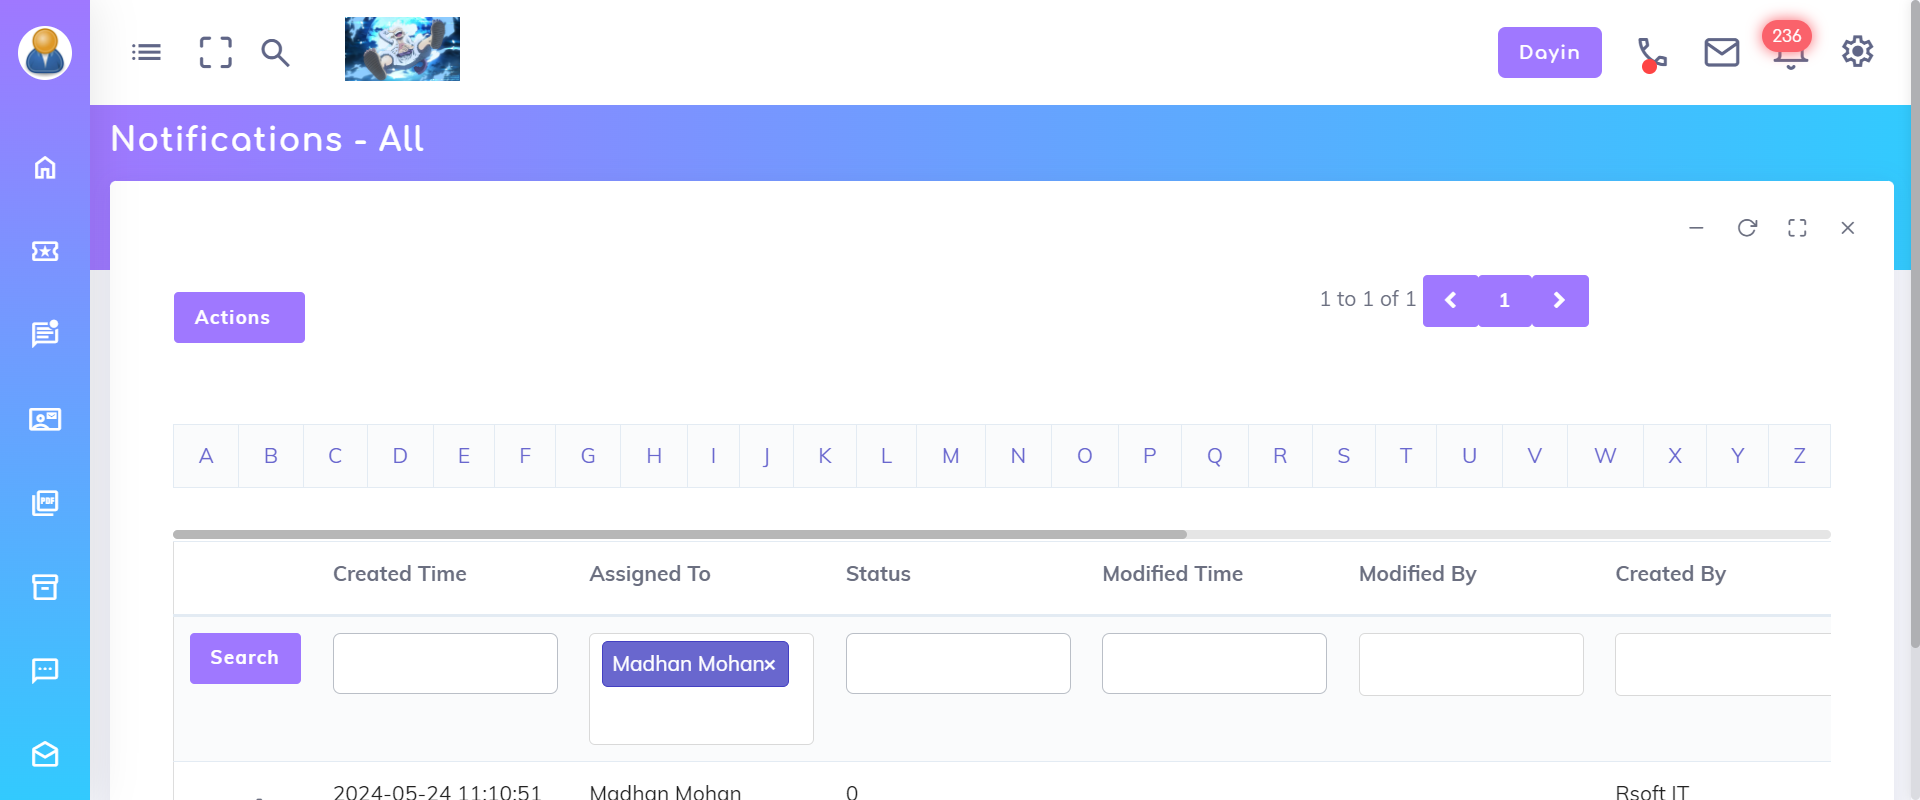 Dayin
236
Notifications - All
Actions
1 to 1 of 1
1
A B C D E F G H I J K L M N O P Q R S T U V W X Y Z
Created Time Assigned To Status Modified Time Modified By Created By
Search Madhan Mohan×
2024-05-24 11:10:51 Madhan Mohan 0 Rsoft IT
PDF